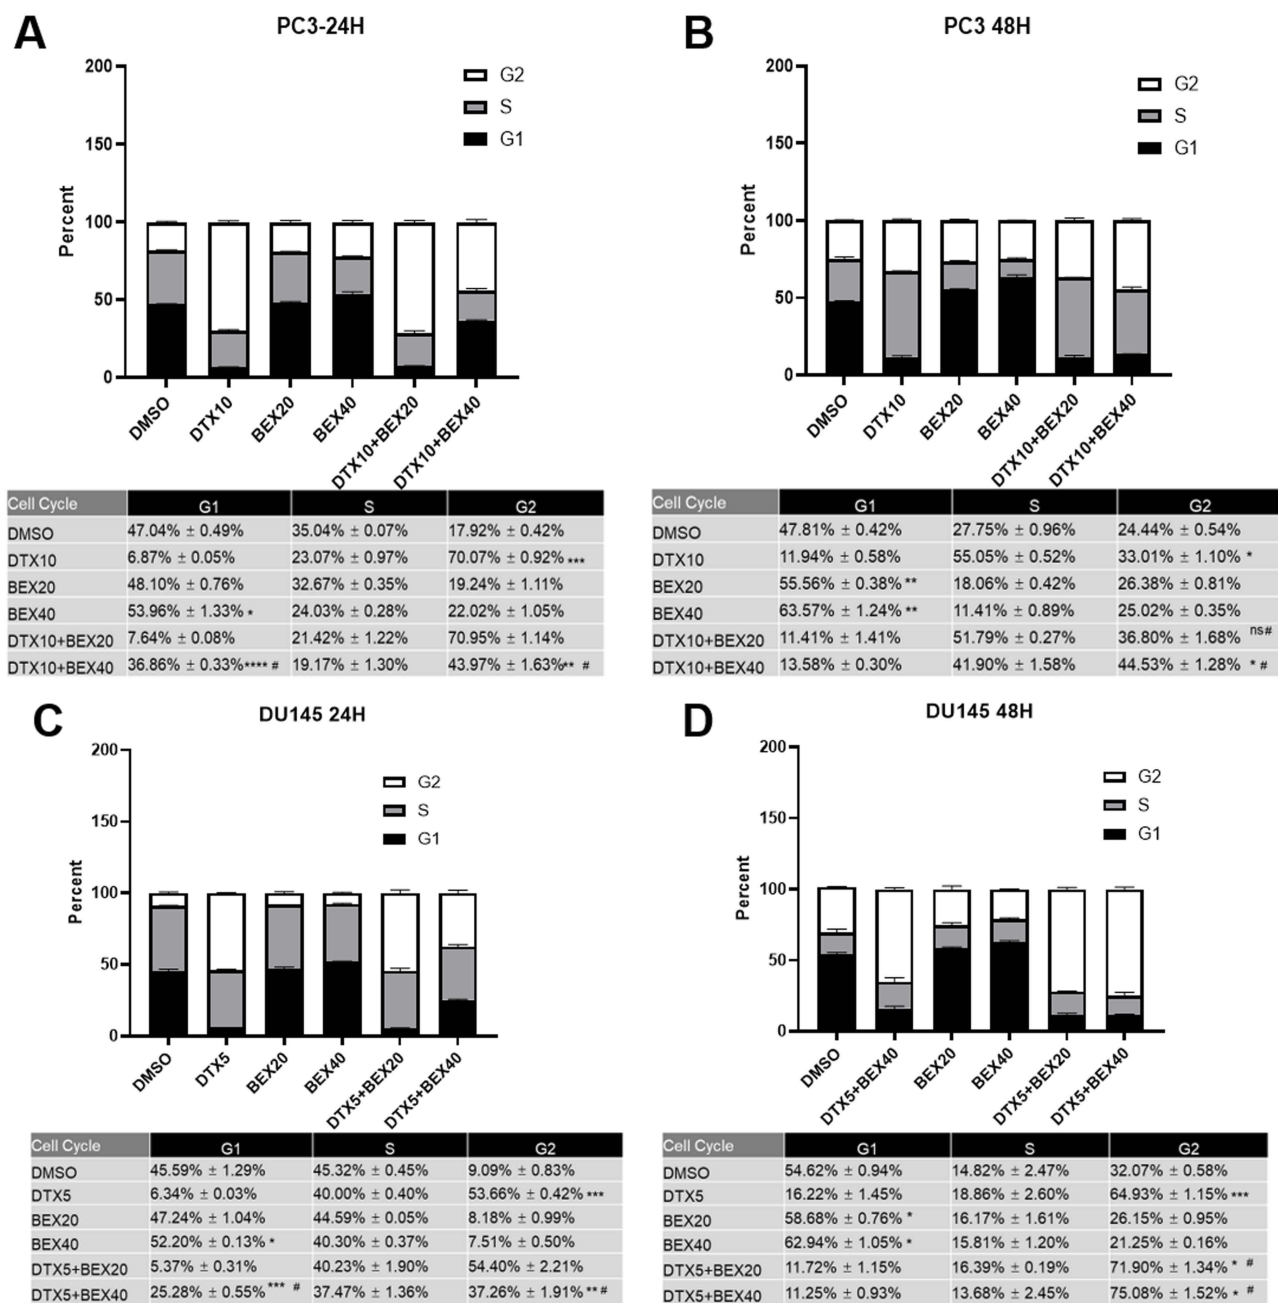 A
PC3-24H
200
150
100
50
0
Percent
G2
S
G1
DMSO
DTX10
BEX20
BEX40
DTX10+BEX20
DTX10+BEX40
Cell Cycle G1 S G2
DMSO 47.04% ± 0.49% 35.04% ± 0.07% 17.92% ± 0.42%
DTX10 6.87% ± 0.05% 23.07% ± 0.97% 70.07% ± 0.92% ***
BEX20 48.10% ± 0.76% 32.67% ± 0.35% 19.24% ± 1.11%
BEX40 53.96% ± 1.33% * 24.03% ± 0.28% 22.02% ± 1.05%
DTX10+BEX20 7.64% ± 0.08% 21.42% ± 1.22% 70.95% ± 1.14%
DTX10+BEX40 36.86% ± 0.33%**** # 19.17% ± 1.30% 43.97% ± 1.63%** #
B
PC3 48H
200
150
100
50
0
Percent
G2
S
G1
DMSO
DTX10
BEX20
BEX40
DTX10+BEX20
DTX10+BEX40
Cell Cycle G1 S G2
DMSO 47.81% ± 0.42% 27.75% ± 0.96% 24.44% ± 0.54%
DTX10 11.94% ± 0.58% 55.05% ± 0.52% 33.01% ± 1.10% *
BEX20 55.56% ± 0.38% ** 18.06% ± 0.42% 26.38% ± 0.81%
BEX40 63.57% ± 1.24% ** 11.41% ± 0.89% 25.02% ± 0.35%
DTX10+BEX20 11.41% ± 1.41% 51.79% ± 0.27% 36.80% ± 1.68% ns#
DTX10+BEX40 13.58% ± 0.30% 41.90% ± 1.58% 44.53% ± 1.28% * #
C
DU145 24H
200
150
100
50
0
Percent
G2
S
G1
DMSO
DTX5
BEX20
BEX40
DTX5+BEX20
DTX5+BEX40
Cell Cycle G1 S G2
DMSO 45.59% ± 1.29% 45.32% ± 0.45% 9.09% ± 0.83%
DTX5 6.34% ± 0.03% 40.00% ± 0.40% 53.66% ± 0.42% ***
BEX20 47.24% ± 1.04% 44.59% ± 0.05% 8.18% ± 0.99%
BEX40 52.20% ± 0.13% * 40.30% ± 0.37% 7.51% ± 0.50%
DTX5+BEX20 5.37% ± 0.31% 40.23% ± 1.90% 54.40% ± 2.21%
DTX5+BEX40 25.28% ± 0.55% *** # 37.47% ± 1.36% 37.26% ± 1.91% ** #
D
DU145 48H
200
150
100
50
0
Percent
G2
S
G1
DMSO
DTX5+BEX40
BEX20
BEX40
DTX5+BEX20
DTX5+BEX40
Cell Cycle G1 S G2
DMSO 54.62% ± 0.94% 14.82% ± 2.47% 32.07% ± 0.58%
DTX5 16.22% ± 1.45% 18.86% ± 2.60% 64.93% ± 1.15% ***
BEX20 58.68% ± 0.76% * 16.17% ± 1.61% 26.15% ± 0.95%
BEX40 62.94% ± 1.05% * 15.81% ± 1.20% 21.25% ± 0.16%
DTX5+BEX20 11.72% ± 1.15% 16.39% ± 0.19% 71.90% ± 1.34% * #
DTX5+BEX40 11.25% ± 0.93% 13.68% ± 2.45% 75.08% ± 1.52% * #